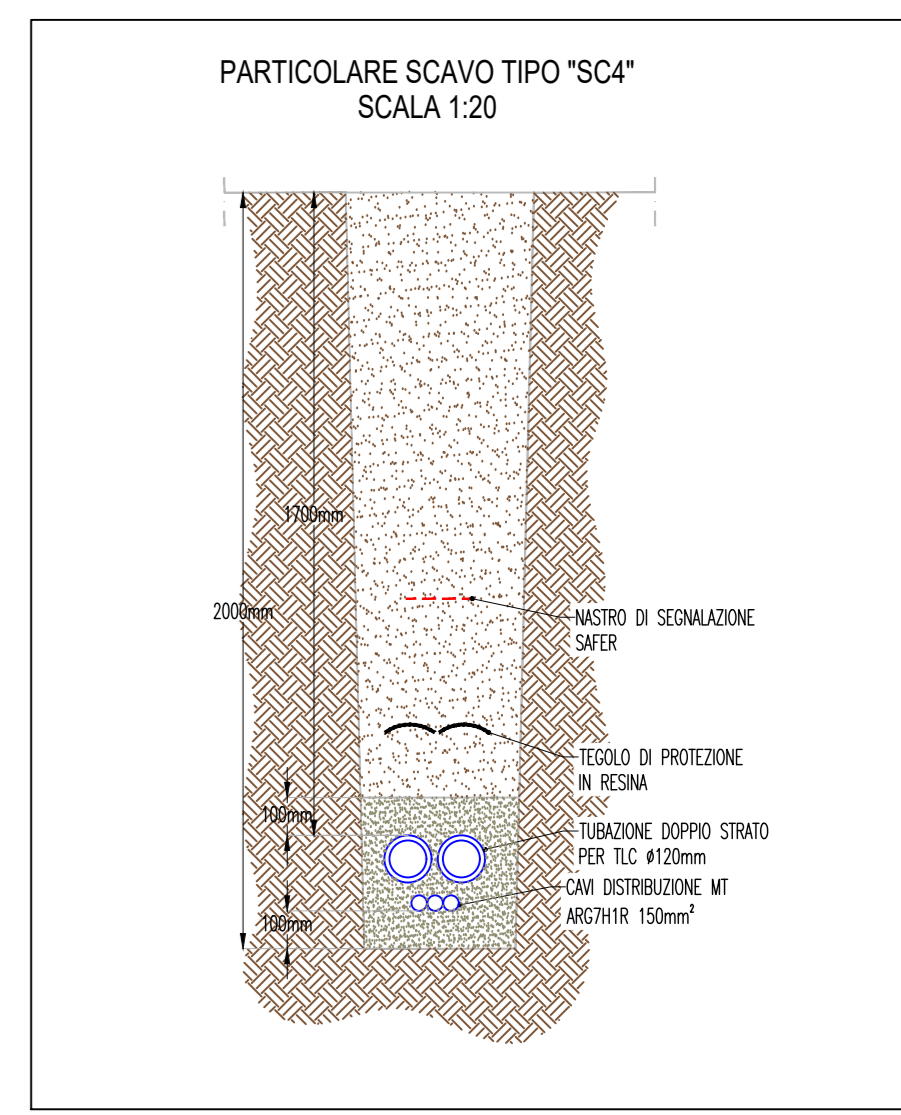 PARTICOLARE SCAVO TIPO "SC4"
SCALA 1:20
1700mm
2000mm
NASTRO DI SEGNALAZIONE
SAFER
TEGOLO DI PROTEZIONE
IN RESINA
100mm
TUBAZIONE DOPPIO STRATO
PER TLC ø120mm
CAVI DISTRIBUZIONE MT
ARG7H1R 150mm²
100mm